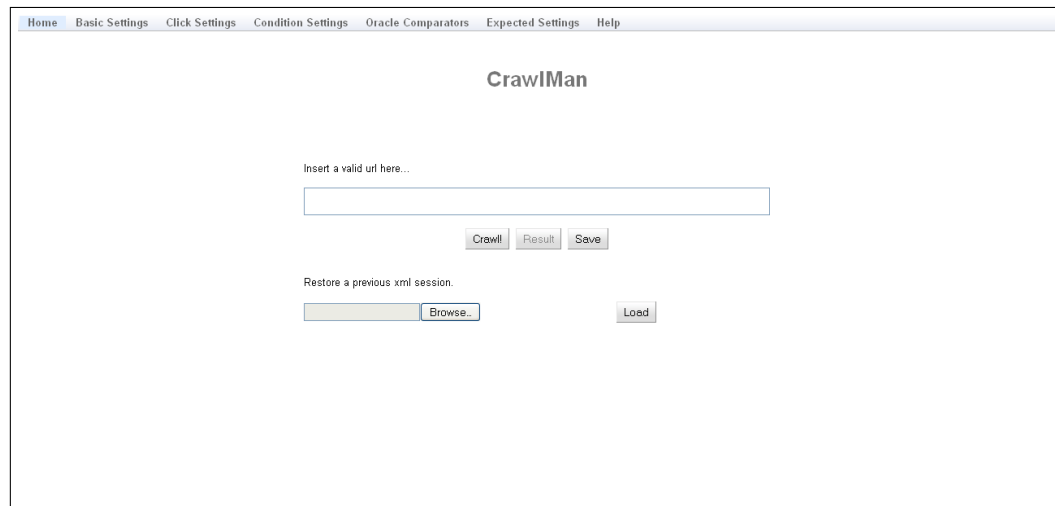 Home Basic Settings Click Settings Condition Settings Oracle Comparators Expected Settings Help
CrawlMan
Insert a valid url here...
Crawl! Result Save
Restore a previous xml session.
Browse.. Load